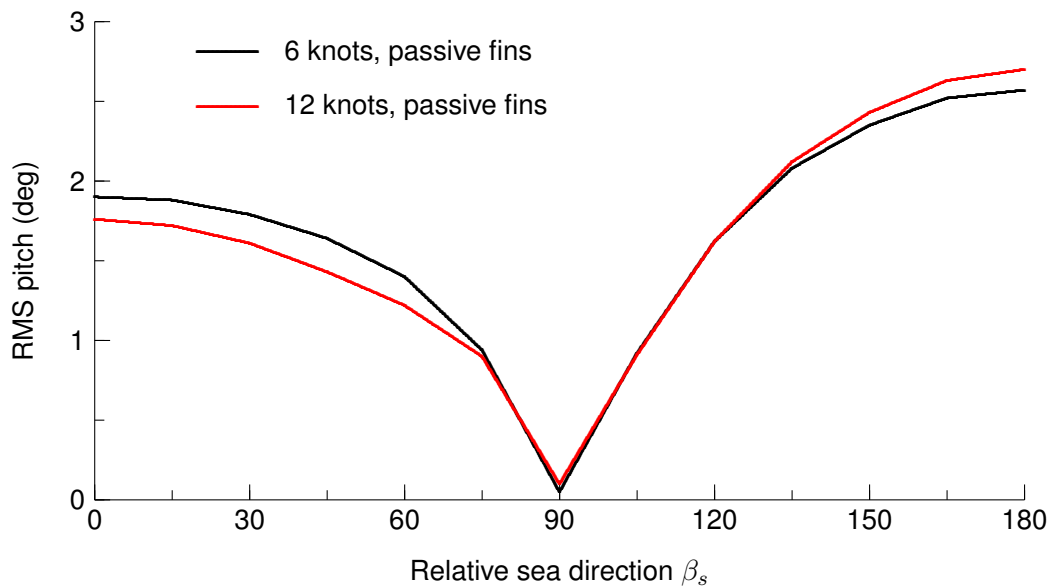 3
6 knots, passive fins
12 knots, passive fins
2
RMS pitch (deg)
1
0
0 30 60 90 120 150 180
Relative sea direction βs